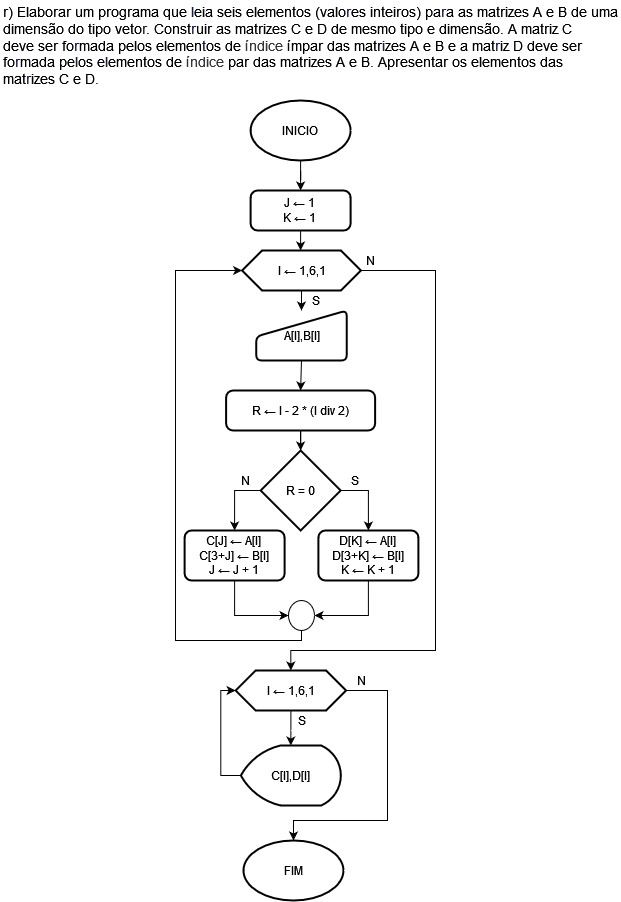 r) Elaborar um programa que leia seis elementos (valores inteiros) para as matrizes A e B de uma
dimensão do tipo vetor. Construir as matrizes C e D de mesmo tipo e dimensão. A matriz C
deve ser formada pelos elementos de índice ímpar das matrizes A e B e a matriz D deve ser
formada pelos elementos de índice par das matrizes A e B. Apresentar os elementos das
matrizes C e D.
INICIO
J ← 1
K ← 1
I ← 1,6,1
N
S
A[I],B[I]
R ← I - 2 * (I div 2)
N
S
R = 0
C[J] ← A[I]
C[3+J] ← B[I]
J ← J + 1
D[K] ← A[I]
D[3+K] ← B[I]
K ← K + 1
I ← 1,6,1
N
S
C[I],D[I]
FIM